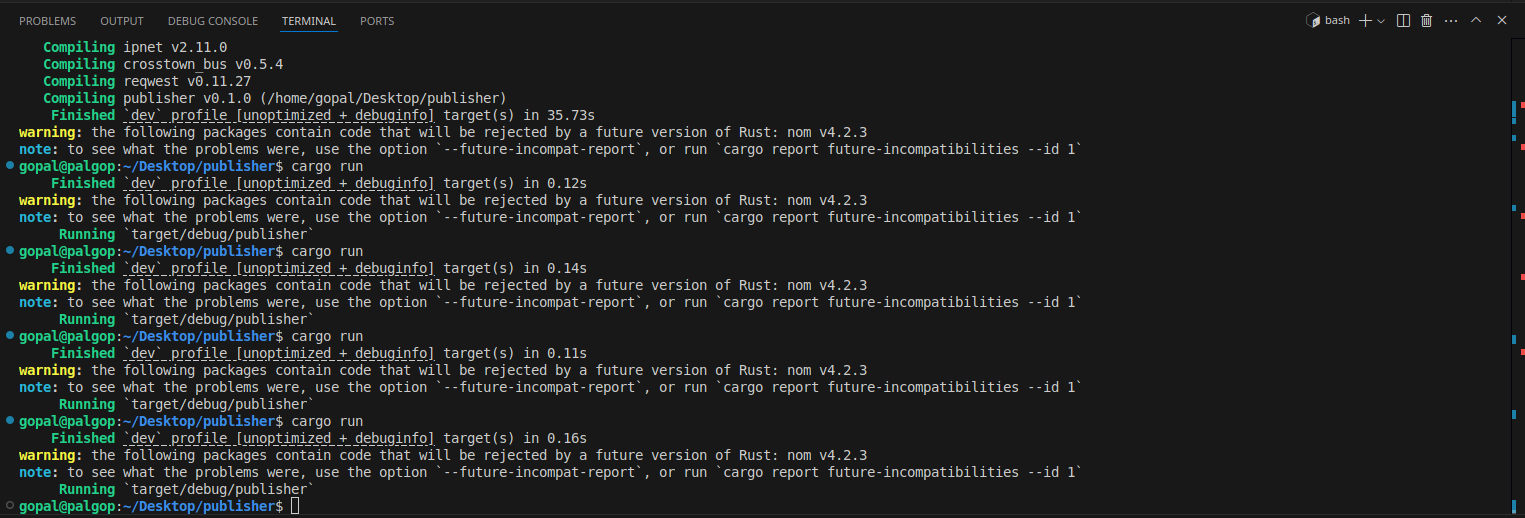 PROBLEMS OUTPUT DEBUG CONSOLE TERMINAL PORTS bash
Compiling ipnet v2.11.0
Compiling crosstown_bus v0.5.4
Compiling reqwest v0.11.27
Compiling publisher v0.1.0 (/home/gopal/Desktop/publisher)
Finished `dev` profile [unoptimized + debuginfo] target(s) in 35.73s
warning: the following packages contain code that will be rejected by a future version of Rust: nom v4.2.3
note: to see what the problems were, use the option `--future-incompat-report`, or run `cargo report future-incompatibilities --id 1`
gopal@palgop:~/Desktop/publisher$ cargo run
Finished `dev` profile [unoptimized + debuginfo] target(s) in 0.12s
warning: the following packages contain code that will be rejected by a future version of Rust: nom v4.2.3
note: to see what the problems were, use the option `--future-incompat-report`, or run `cargo report future-incompatibilities --id 1`
Running `target/debug/publisher`
gopal@palgop:~/Desktop/publisher$ cargo run
Finished `dev` profile [unoptimized + debuginfo] target(s) in 0.14s
warning: the following packages contain code that will be rejected by a future version of Rust: nom v4.2.3
note: to see what the problems were, use the option `--future-incompat-report`, or run `cargo report future-incompatibilities --id 1`
Running `target/debug/publisher`
gopal@palgop:~/Desktop/publisher$ cargo run
Finished `dev` profile [unoptimized + debuginfo] target(s) in 0.11s
warning: the following packages contain code that will be rejected by a future version of Rust: nom v4.2.3
note: to see what the problems were, use the option `--future-incompat-report`, or run `cargo report future-incompatibilities --id 1`
Running `target/debug/publisher`
gopal@palgop:~/Desktop/publisher$ cargo run
Finished `dev` profile [unoptimized + debuginfo] target(s) in 0.16s
warning: the following packages contain code that will be rejected by a future version of Rust: nom v4.2.3
note: to see what the problems were, use the option `--future-incompat-report`, or run `cargo report future-incompatibilities --id 1`
Running `target/debug/publisher`
gopal@palgop:~/Desktop/publisher$